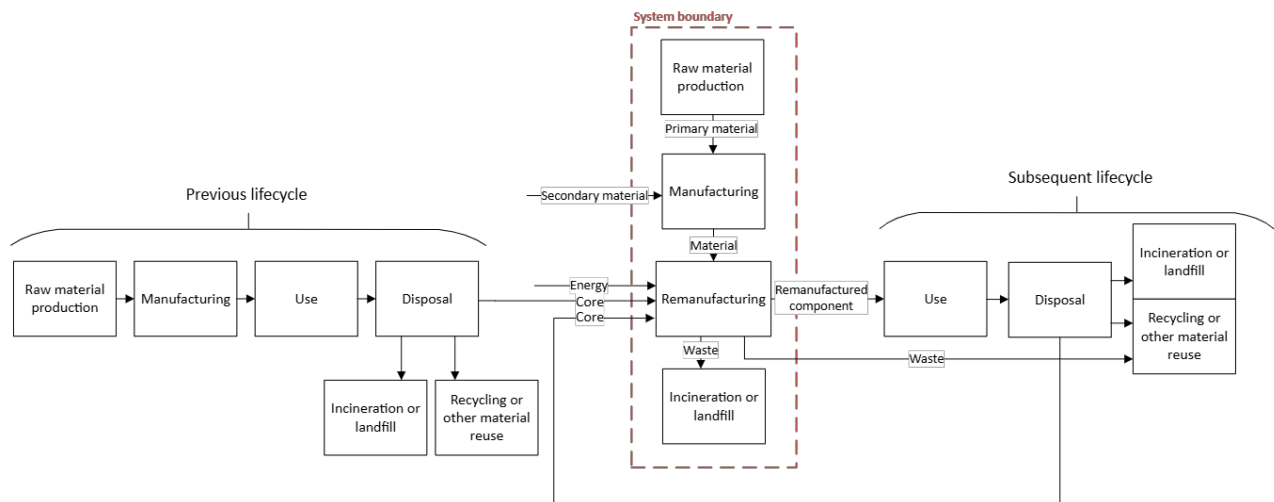 System boundary
Raw material
production
Primary material
Manufacturing
Secondary material
Material
Previous lifecycle
Subsequent lifecycle
Raw material
production
Manufacturing
Use
Disposal
Incineration or
landfill
Recycling or
other material
reuse
Energy
Core
Core
Remanufacturing
Remanufactured
component
Waste
Waste
Incineration or
landfill
Use
Disposal
Incineration or
landfill
Recycling or
other material
reuse